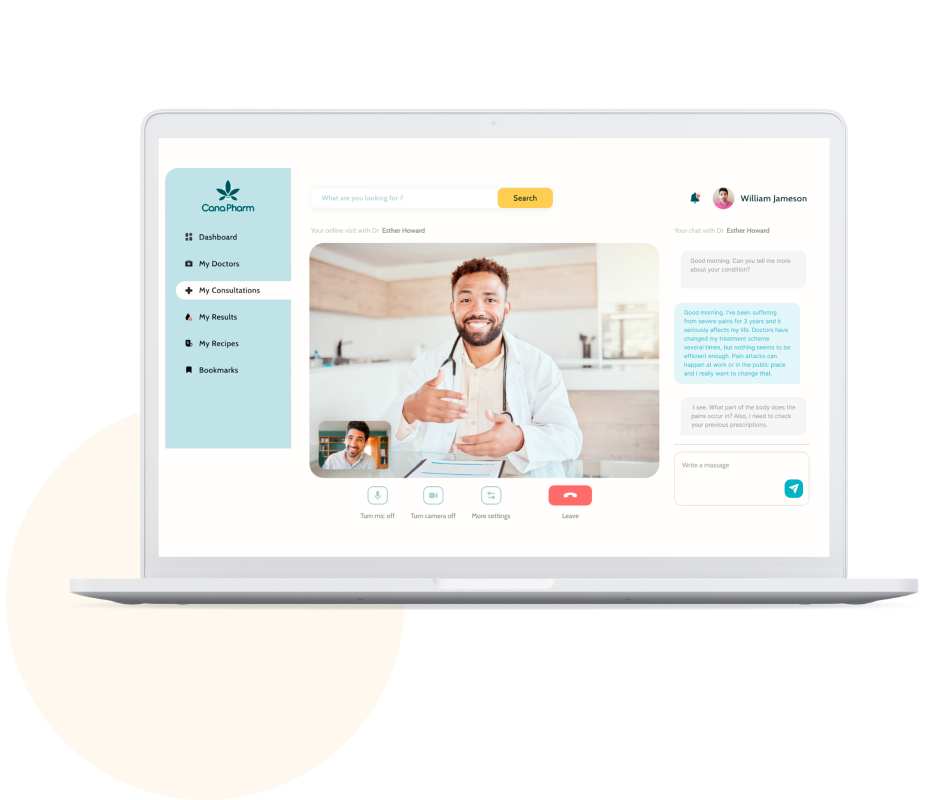 CanaPharm
Dashboard
My Doctors
My Consultations
My Results
My Recipes
Bookmarks
What are you looking for ?
Search
William Jameson
Your online visit with Dr. Esther Howard
Turn mic off
Turn camera off
More settings
Leave
Your chat with Dr. Esther Howard
Good morning. Can you tell me more
about your condition?
Good morning. I've been suffering
from severe pains for 3 years and it
seriously affects my life. Doctors have
changed my treatment scheme
several times, but nothing seems to be
efficient enough. Pain attacks can
happen at work or in the public place
and i really want to change that.
I see. What part of the body does the
pains occur in? Also, I need to check
your previous prescriptions.
Write a massage